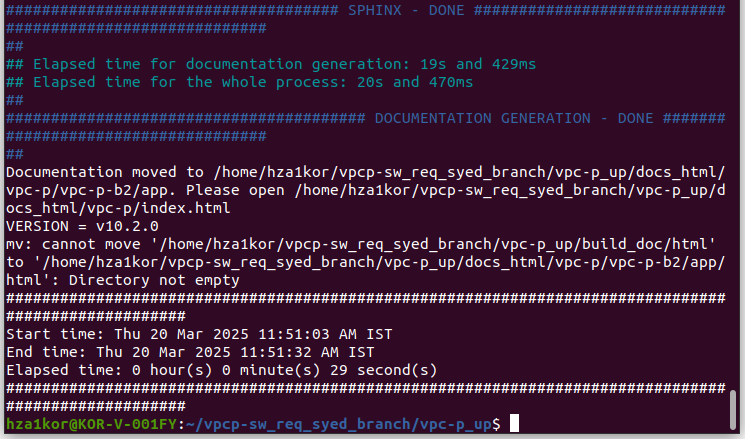 ##################################### SPHINX - DONE ############################
#############################
##
## Elapsed time for documentation generation: 19s and 429ms
## Elapsed time for the whole process: 20s and 470ms
##
######################################## DOCUMENTATION GENERATION - DONE #######
#############################
##
Documentation moved to /home/hza1kor/vpcp-sw_req_syed_branch/vpc-p_up/docs_html/
vpc-p/vpc-p-b2/app. Please open /home/hza1kor/vpcp-sw_req_syed_branch/vpc-p_up/d
ocs_html/vpc-p/index.html
VERSION = v10.2.0
mv: cannot move '/home/hza1kor/vpcp-sw_req_syed_branch/vpc-p_up/build_doc/html'
to '/home/hza1kor/vpcp-sw_req_syed_branch/vpc-p_up/docs_html/vpc-p/vpc-p-b2/app/
html': Directory not empty
################################################################################
####################
Start time: Thu 20 Mar 2025 11:51:03 AM IST
End time: Thu 20 Mar 2025 11:51:32 AM IST
Elapsed time: 0 hour(s) 0 minute(s) 29 second(s)
################################################################################
####################
hza1kor@KOR-V-001FY:~/vpcp-sw_req_syed_branch/vpc-p_up$